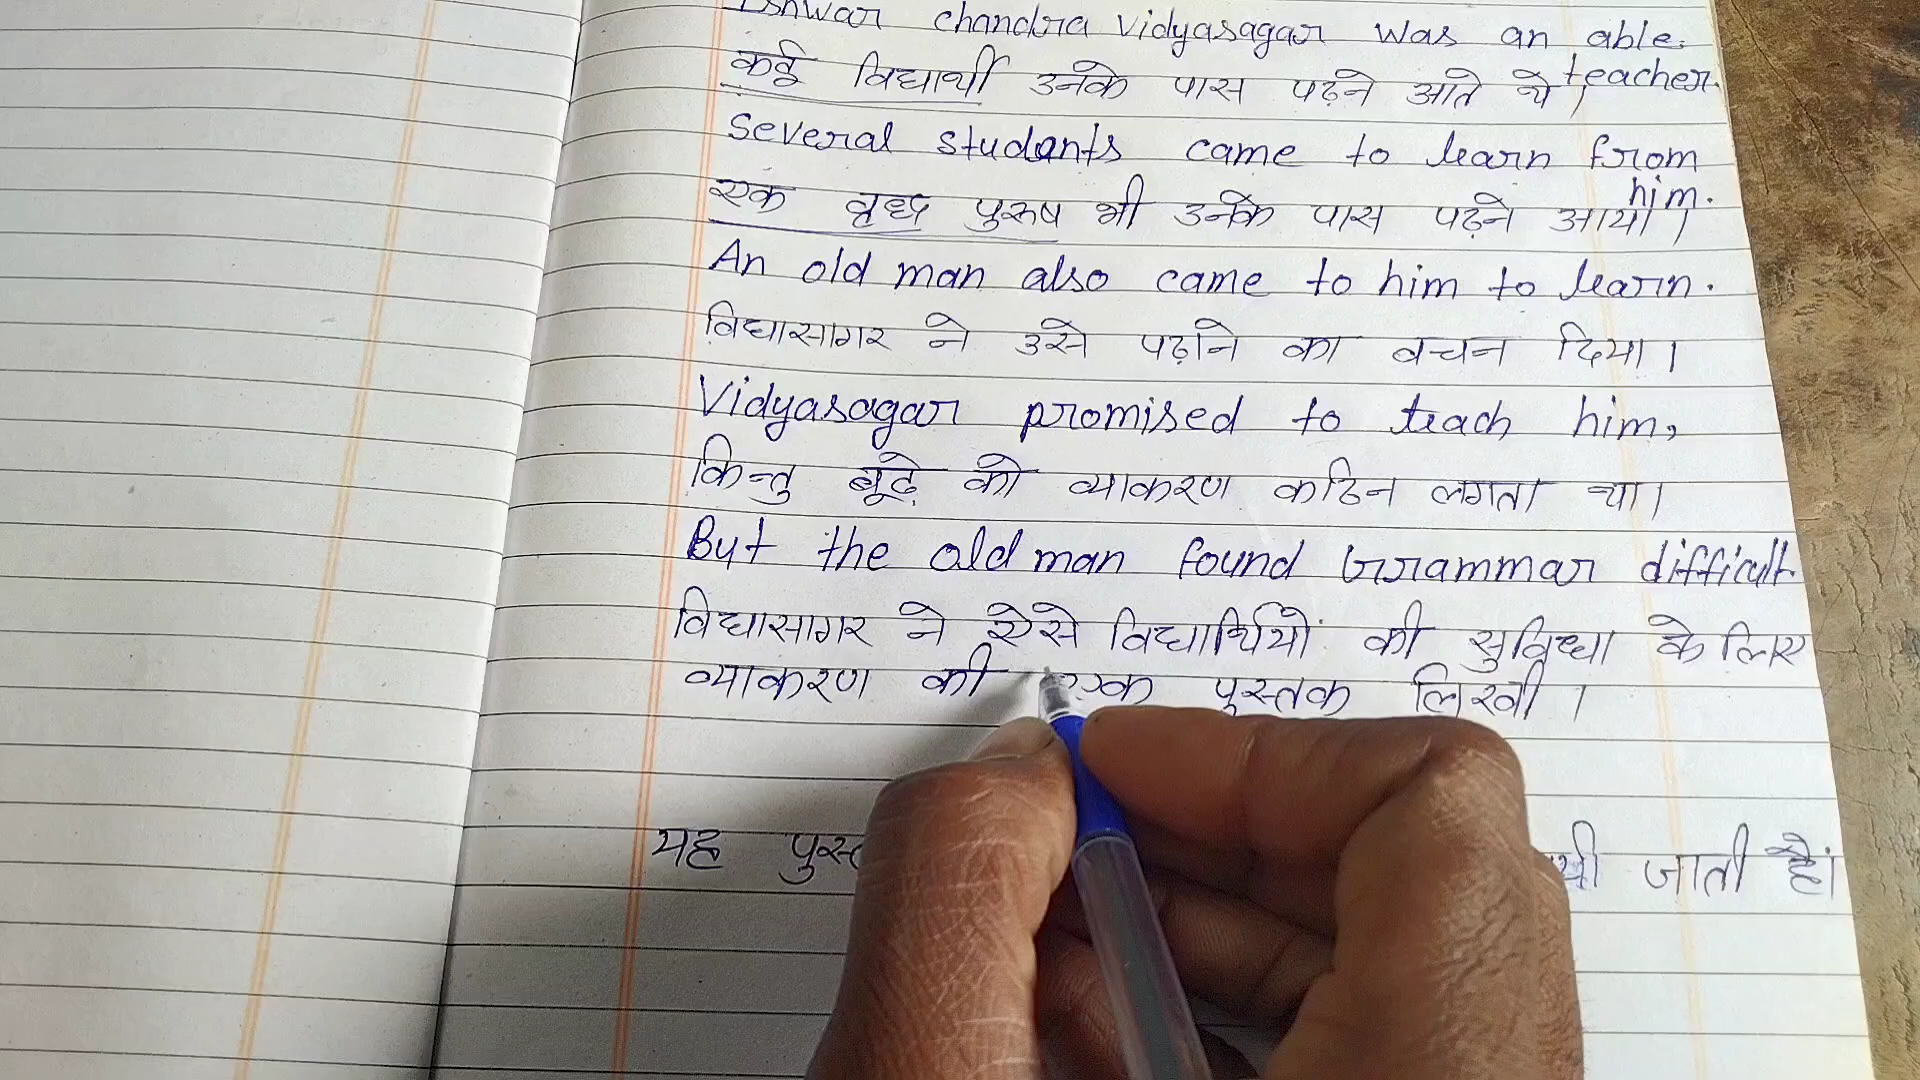 Ishwar chandra Vidyasagar was an able
teacher.
कई विद्यार्थी उनके पास पढ़ने आते थे।
Several students came to learn from
him.
एक वृद्ध पुरुष भी उनके पास पढ़ने आया।
An old man also came to him to learn.
विद्यासागर ने उसे पढ़ाने का वचन दिया।
Vidyasagar promised to teach him,
किन्तु बूढ़े को व्याकरण कठिन लगता था।
But the old man found Grammar difficult
विद्यासागर ने ऐसे विद्यार्थियों की सुविधा के लिए
व्याकरण की एक पुस्तक लिखी।
यह जाती है।